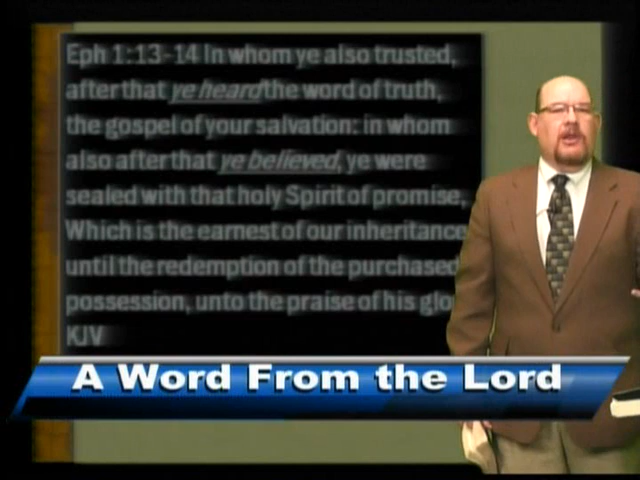 Eph 1:13-14 In whom ye also trusted,
after that ye heard the word of truth,
the gospel of your salvation: in whom
also after that ye believed, ye were
sealed with that holy Spirit of promise,
Which is the earnest of our inheritance
until the redemption of the purchased
possession, unto the praise of his glo
KJV
A Word From the Lord